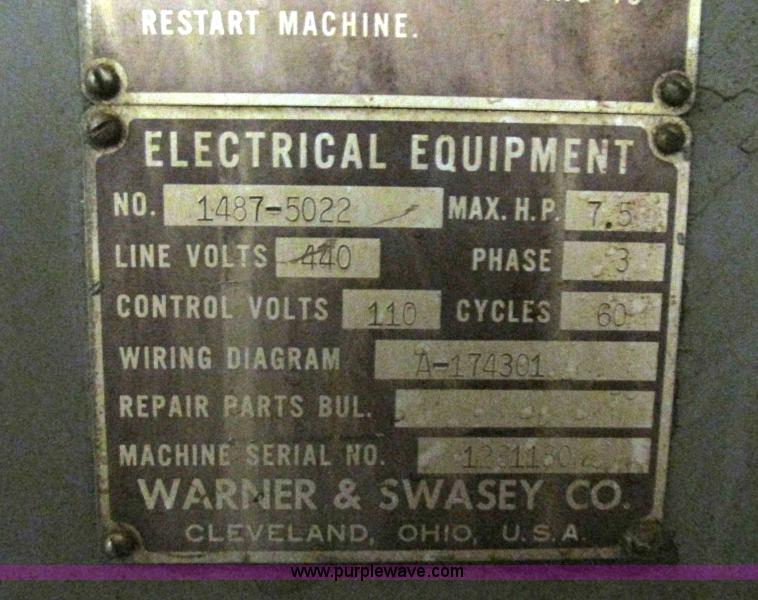 RESTART MACHINE.
ELECTRICAL EQUIPMENT
NO. 1487-5022 MAX. H.P. 7.5
LINE VOLTS 440 PHASE 3
CONTROL VOLTS 110 CYCLES 60
WIRING DIAGRAM A-174301
REPAIR PARTS BUL.
MACHINE SERIAL NO.
WARNER & SWASEY CO.
CLEVELAND, OHIO, U.S.A.
www.purplewave.com